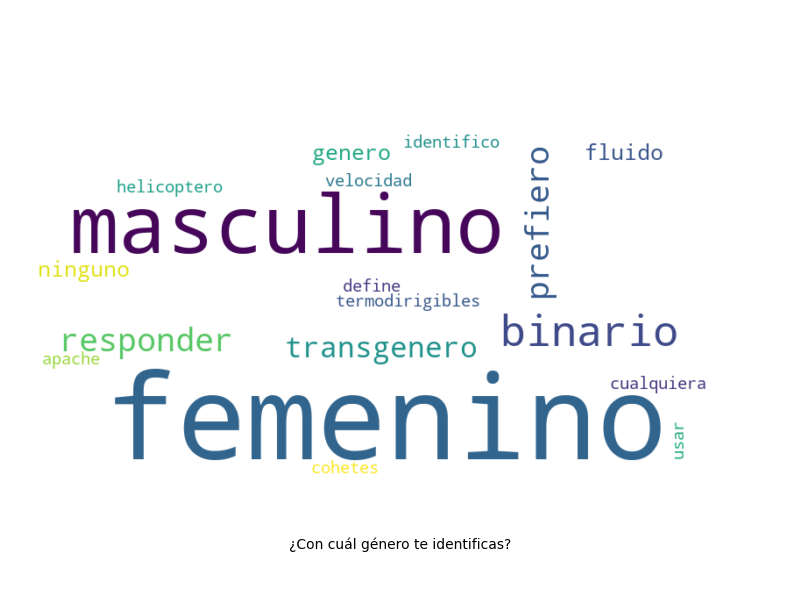 identifico
genero
fluido
velocidad
helicoptero
prefiero
masculino
ninguno
define
termodirigibles
binario
responder
transgenero
apache
cualquiera
femenino
usar
cohetes
¿Con cuál género te identificas?